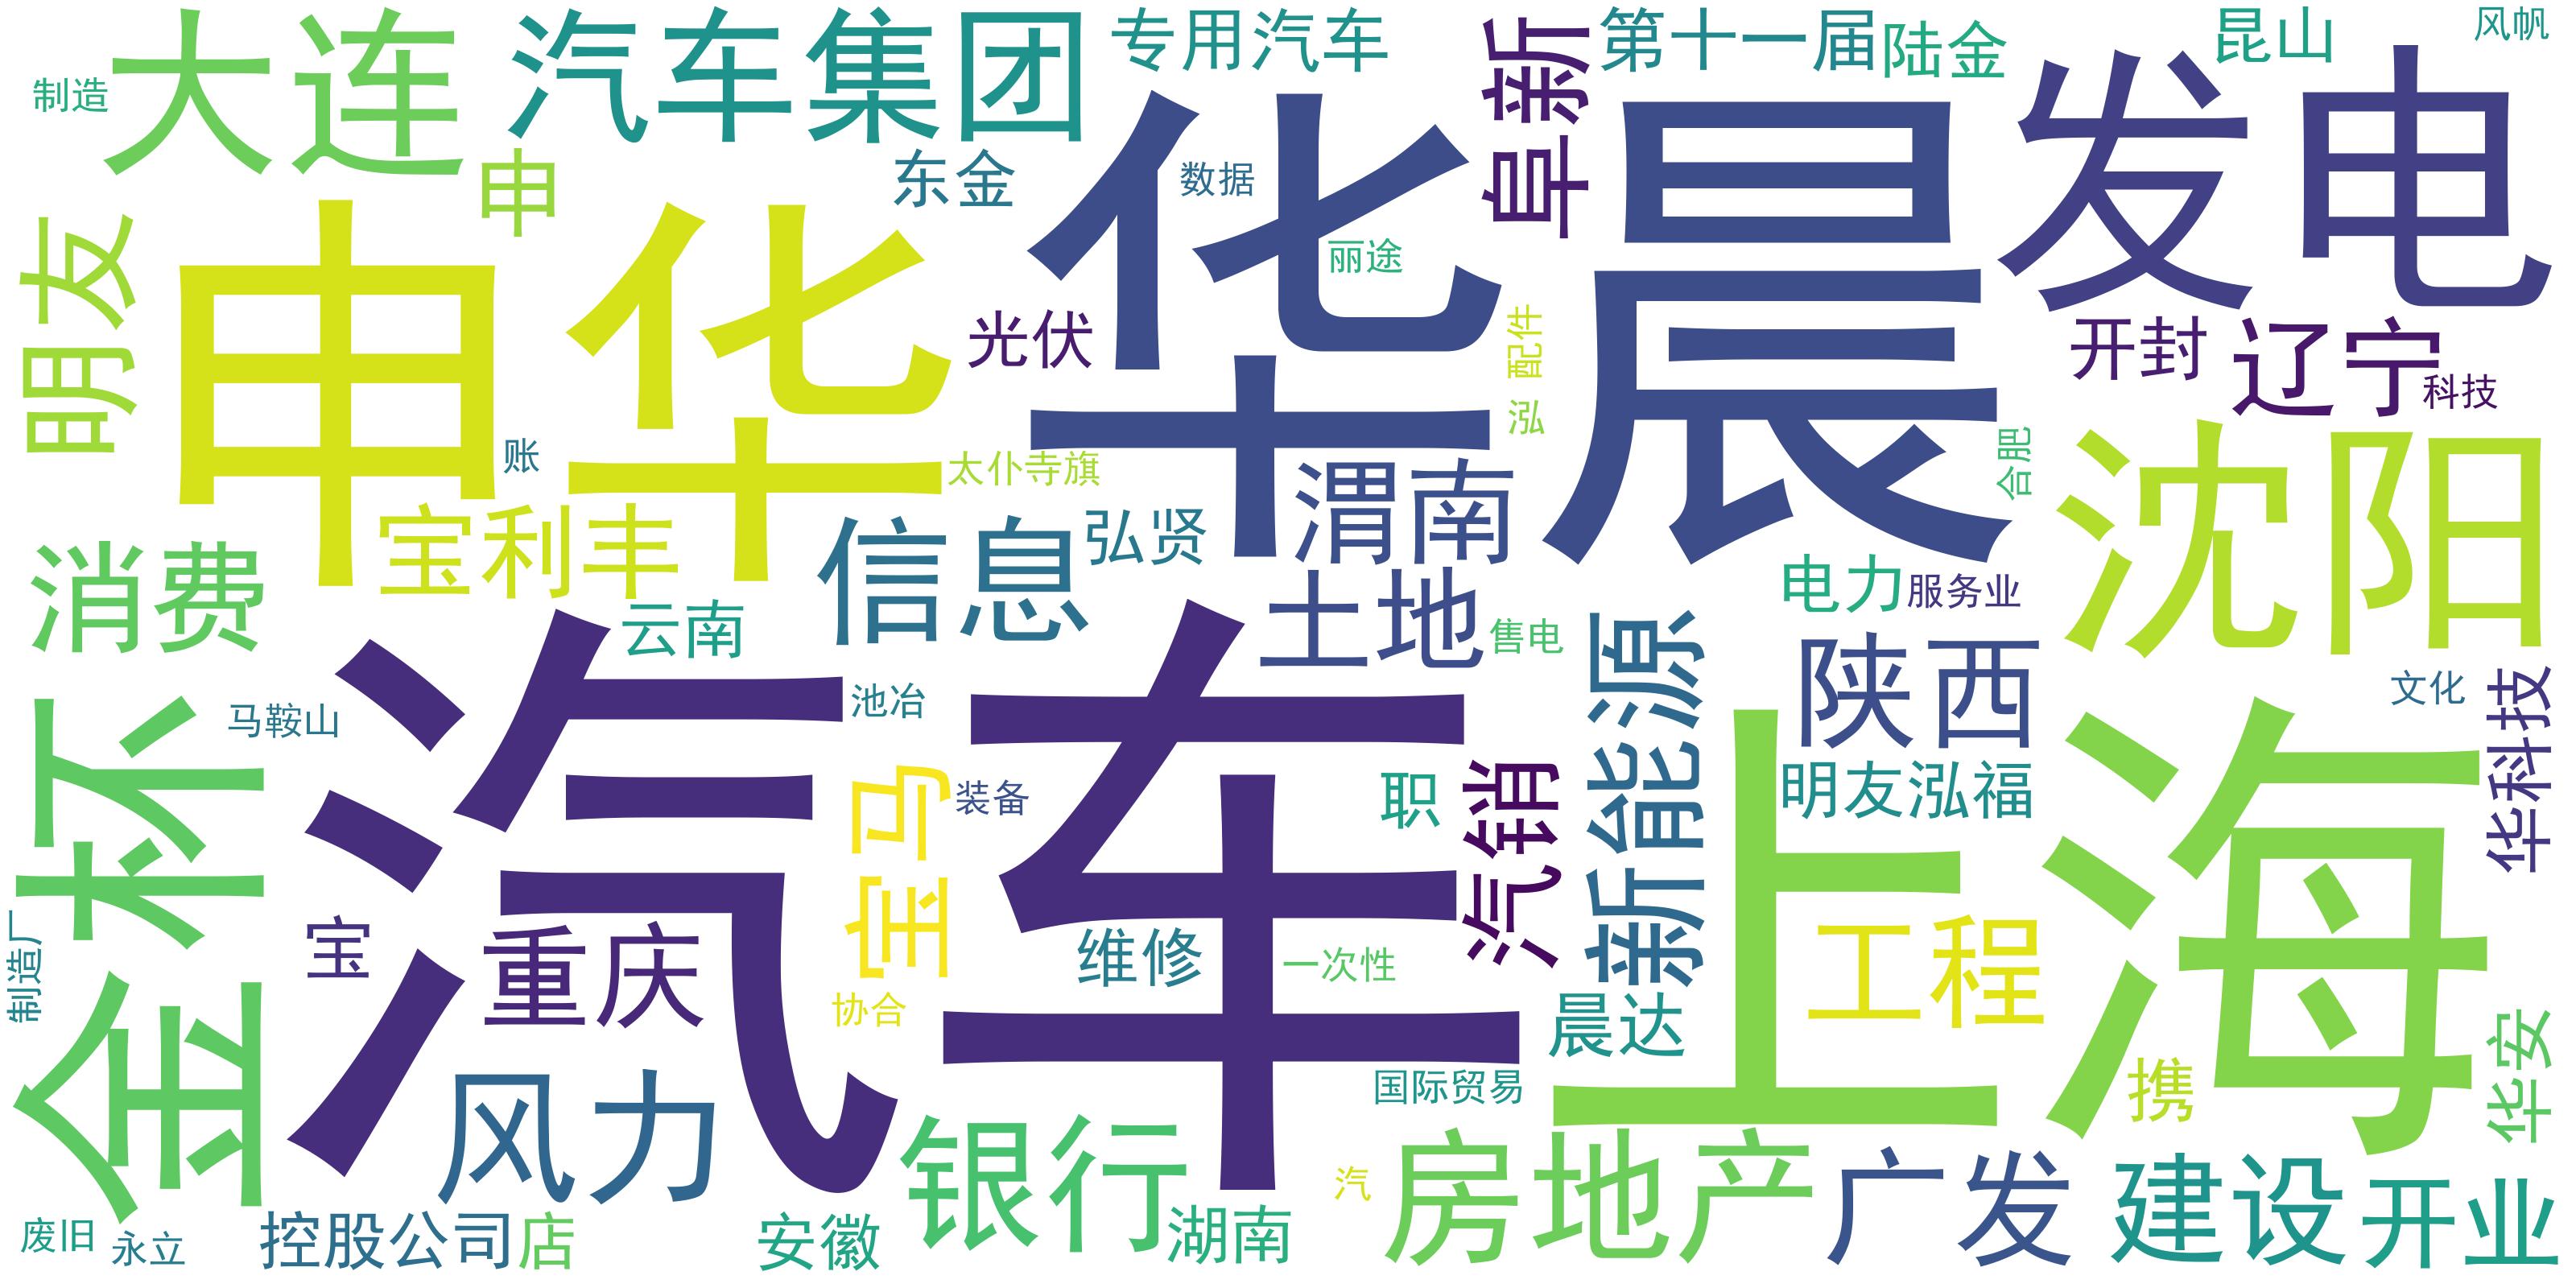 大连
汽车集团
专用汽车
阜新
第十一届
陆金
昆山
风帆
制造
申
东金
数据
发电
华晨
明友
申华
丽途
光伏
配件
开封
辽宁
科技
泓
账
太仆寺旗
合肥
沈阳
宝利丰
信息
弘贤
渭南
消费
云南
土地
售电
电力
服务业
陕西
新能源
金杯
马鞍山
汽车
池冶
文化
华科技
宝马
装备
职
汽销
明友泓福
上海
制造厂
宝
重庆
维修
一次性
工程
协合
晨达
华安
风力
国际贸易
携
银行
汽
房地产
广发
建设
开业
废旧
永立
控股公司
店
安徽
湖南